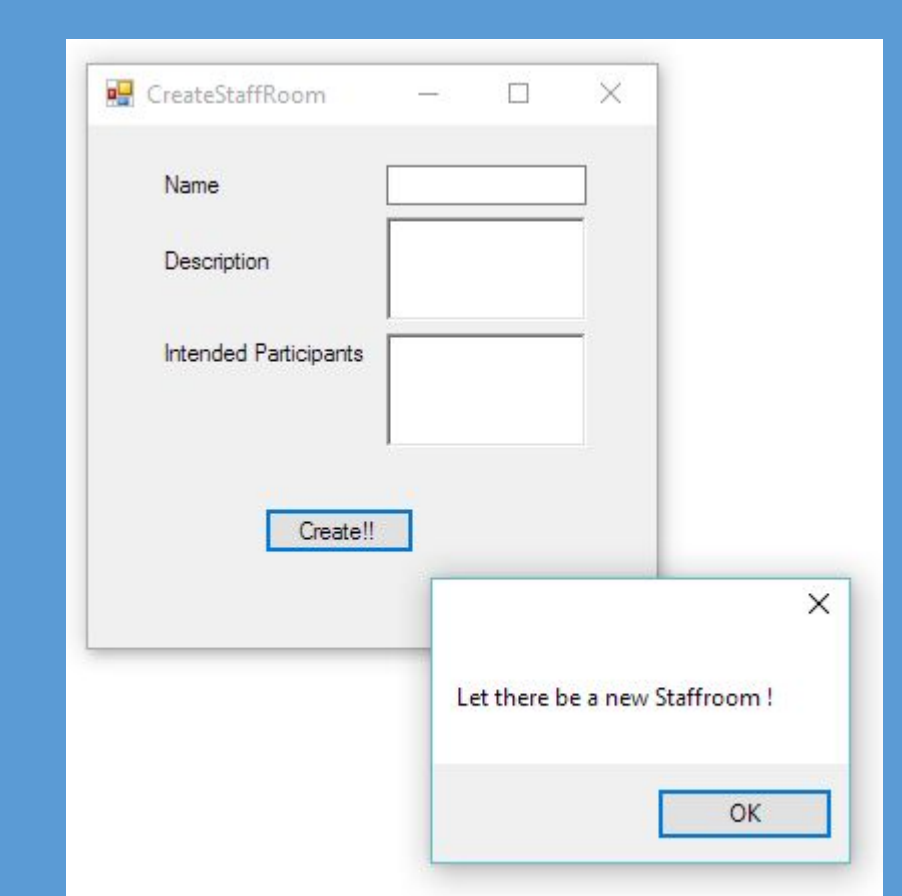 CreateStaffRoom
Name
Description
Intended Participants
Create!!
Let there be a new Staffroom !
OK